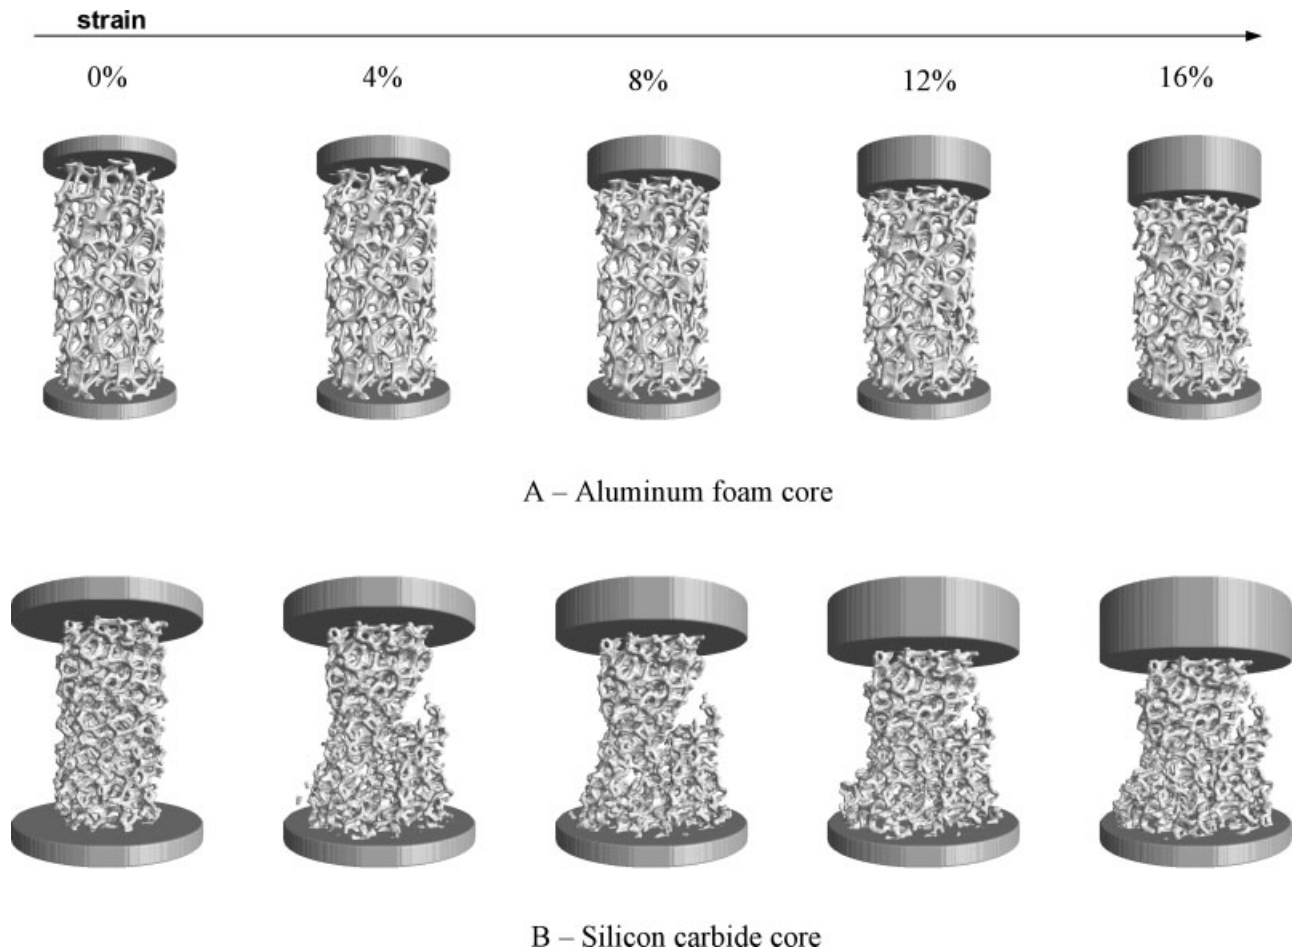 strain
0% 4% 8% 12% 16%
A – Aluminum foam core
B – Silicon carbide core